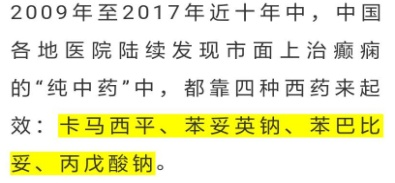 2009年至2017年近十年中，中国
各地医院陆续发现市面上治癫痫
的“纯中药”中，都靠四种西药来起
效：卡马西平、苯妥英钠、苯巴比
妥、丙戊酸钠。